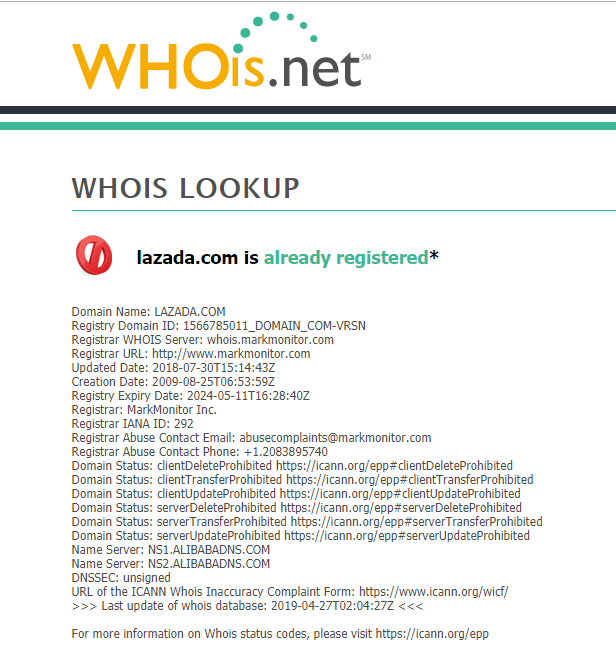 WHOis.net SM
WHOIS LOOKUP
lazada.com is already registered*
Domain Name: LAZADA.COM
Registry Domain ID: 1566785011_DOMAIN_COM-VRSN
Registrar WHOIS Server: whois.markmonitor.com
Registrar URL: http://www.markmonitor.com
Updated Date: 2018-07-30T15:14:43Z
Creation Date: 2009-08-25T06:53:59Z
Registry Expiry Date: 2024-05-11T16:28:40Z
Registrar: MarkMonitor Inc.
Registrar IANA ID: 292
Registrar Abuse Contact Email: abusecomplaints@markmonitor.com
Registrar Abuse Contact Phone: +1.2083895740
Domain Status: clientDeleteProhibited https://icann.org/epp#clientDeleteProhibited
Domain Status: clientTransferProhibited https://icann.org/epp#clientTransferProhibited
Domain Status: clientUpdateProhibited https://icann.org/epp#clientUpdateProhibited
Domain Status: serverDeleteProhibited https://icann.org/epp#serverDeleteProhibited
Domain Status: serverTransferProhibited https://icann.org/epp#serverTransferProhibited
Domain Status: serverUpdateProhibited https://icann.org/epp#serverUpdateProhibited
Name Server: NS1.ALIBABADNS.COM
Name Server: NS2.ALIBABADNS.COM
DNSSEC: unsigned
URL of the ICANN Whois Inaccuracy Complaint Form: https://www.icann.org/wicf/
>>> Last update of whois database: 2019-04-27T02:04:27Z <<<
For more information on Whois status codes, please visit https://icann.org/epp